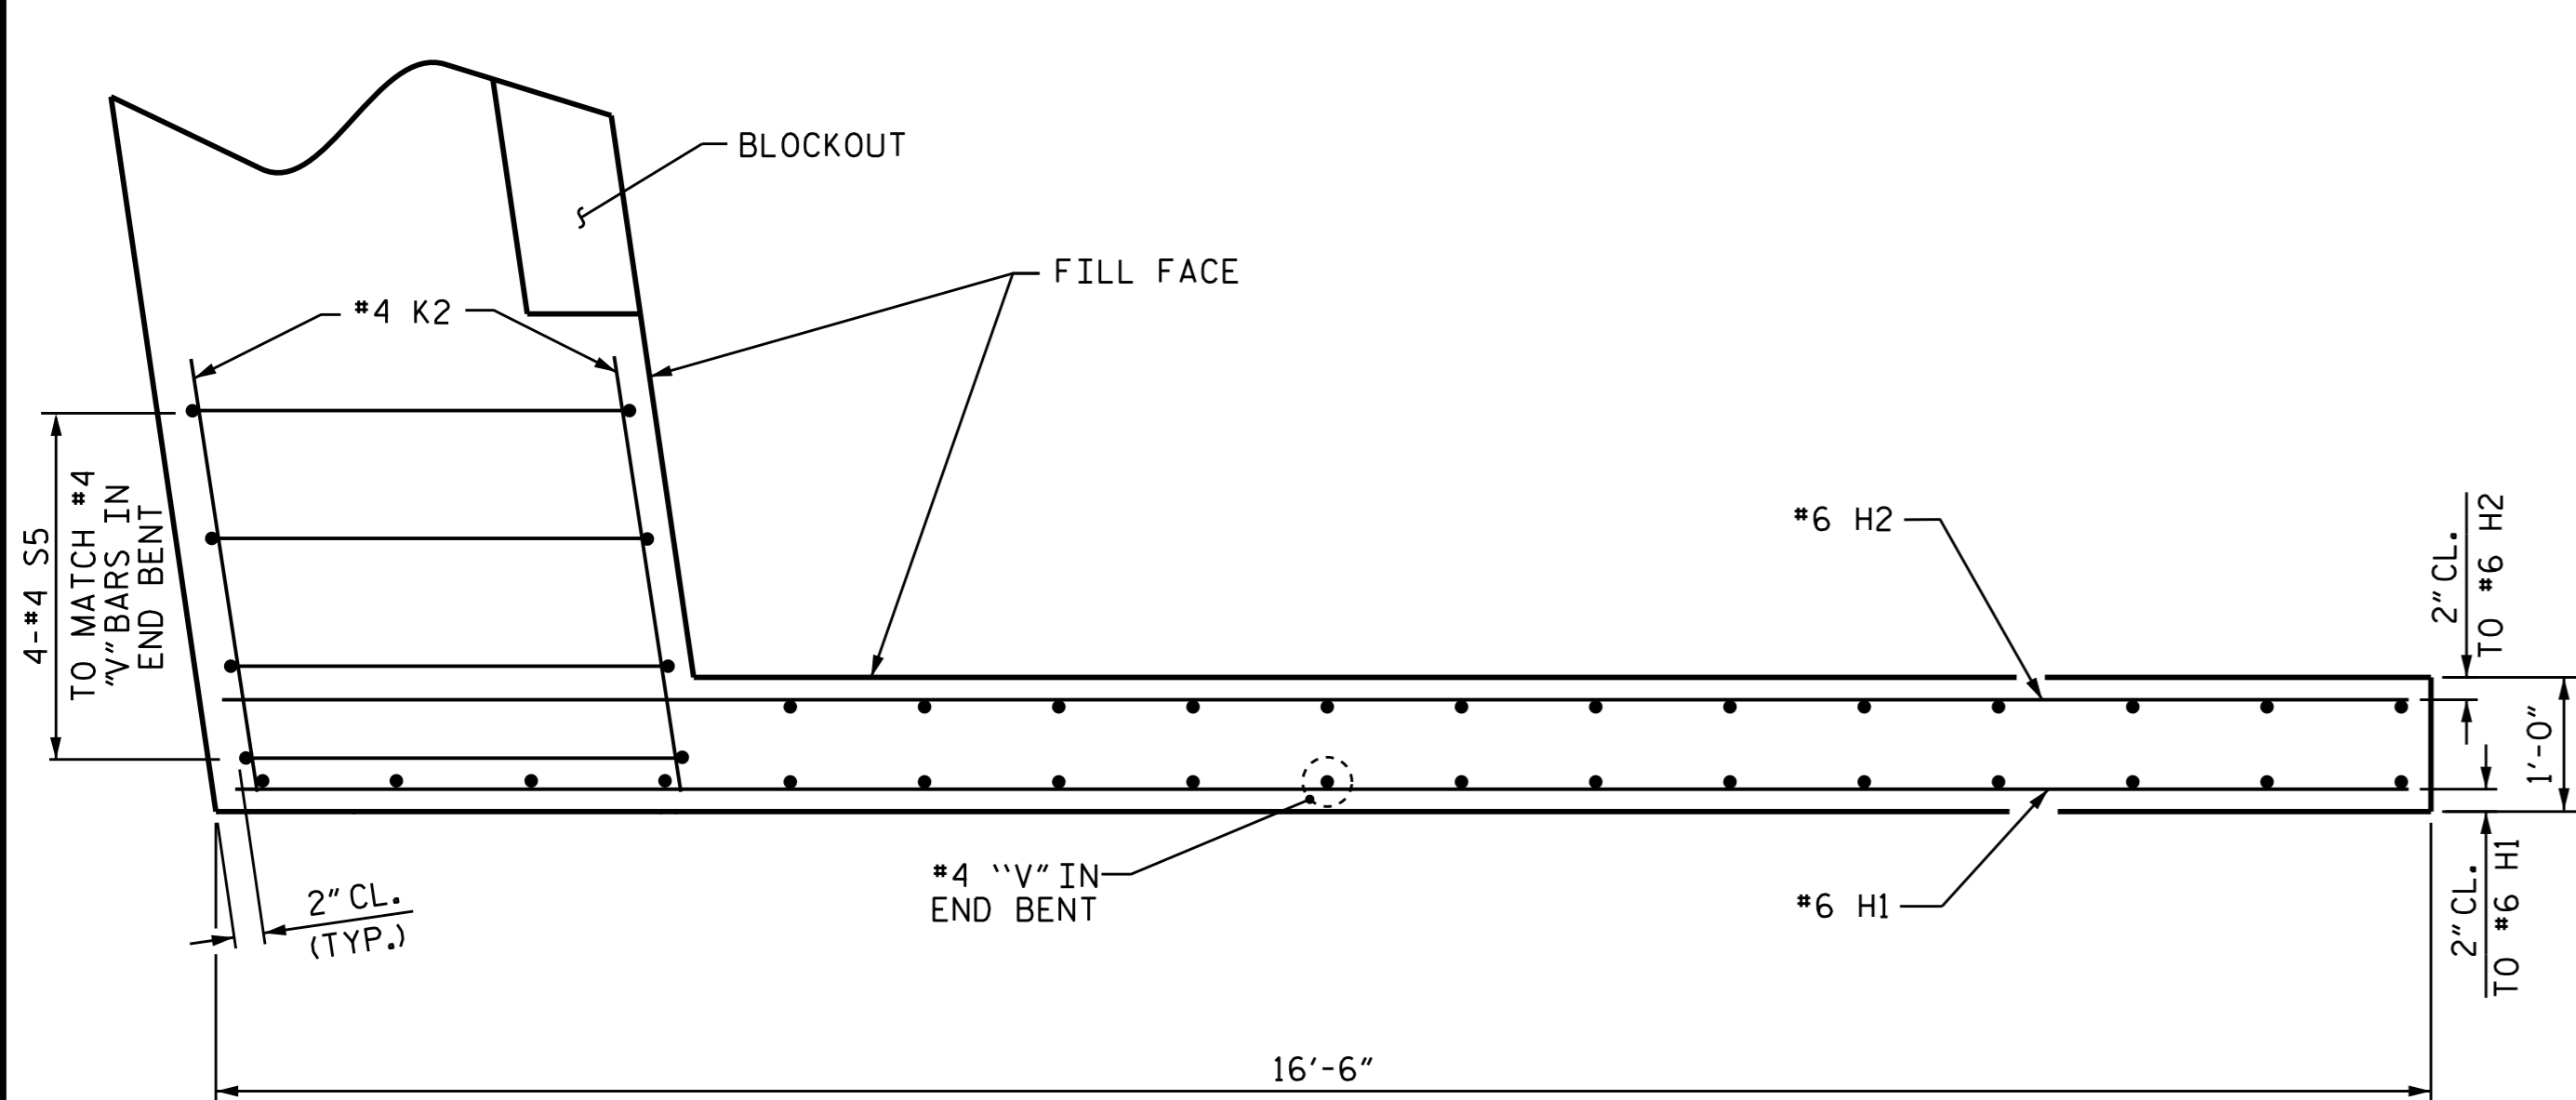 BLOCKOUT
FILL FACE
#4 K2
4-#4 S5
TO MATCH #4
"V" BARS IN
END BENT
#6 H2
2" CL.
TO #6 H2
1'-0"
#4 ''V" IN
END BENT
#6 H1
2" CL.
TO #6 H1
2" CL.
(TYP.)
16'-6"